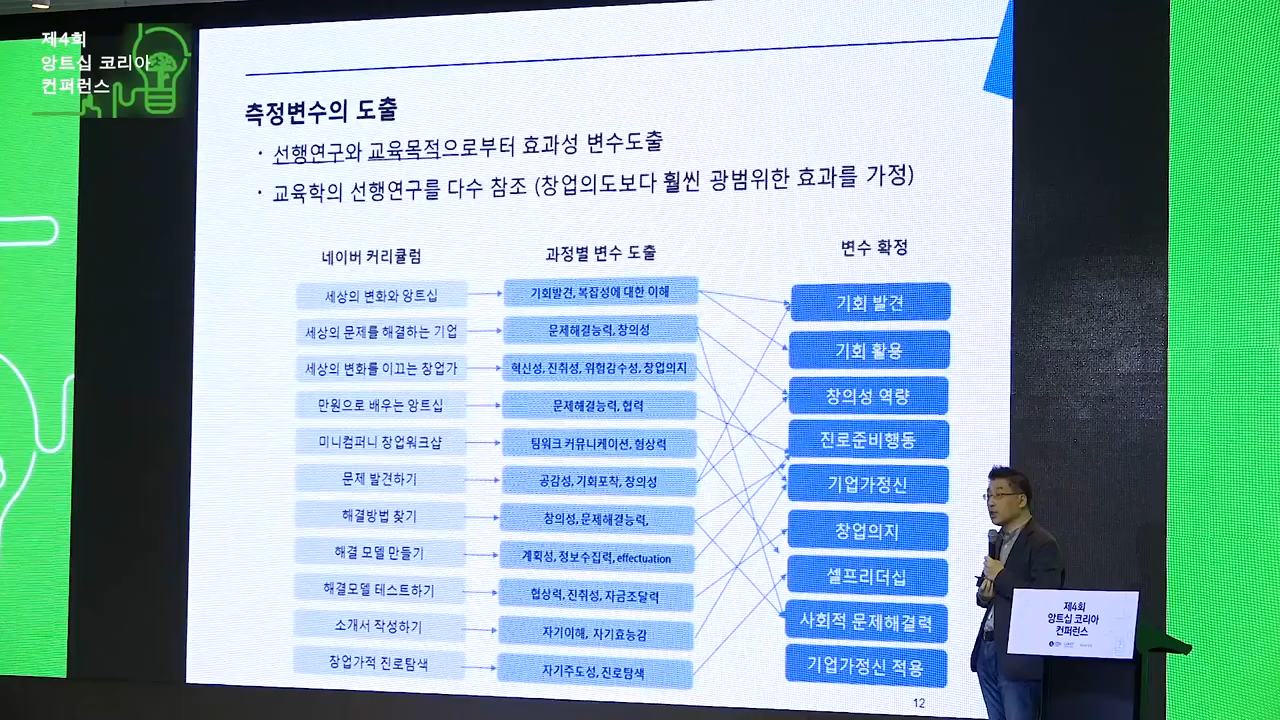 제4회
앙트십 코리아
컨퍼런스
측정변수의 도출
· 선행연구와 교육목적으로부터 효과성 변수도출
· 교육학의 선행연구를 다수 참조 (창업의도보다 훨씬 광범위한 효과를 가정)
네이버 커리큘럼
세상의 변화와 앙트십
세상의 문제를 해결하는 기업
세상의 변화를 이끄는 창업가
만원으로 배우는 앙트십
미니컴퍼니 창업워크샵
문제 발견하기
해결방법 찾기
해결 모델 만들기
해결모델 테스트하기
소개서 작성하기
창업가적 진로탐색
과정별 변수 도출
기회발견, 복잡성에 대한 이해
문제해결능력, 창의성
혁신성, 진취성, 위험감수성, 창업의지
문제해결능력, 협력
팀워크 커뮤니케이션, 협상력
공감성, 기회포착, 창의성
창의성, 문제해결능력,
계획성, 정보수집력, effectuation
협상력, 진취성, 자금조달력
자기이해, 자기효능감
자기주도성, 진로탐색
변수 확정
기회 발견
기회 활용
창의성 역량
진로준비행동
기업가정신
창업의지
셀프리더십
사회적 문제해결력
기업가정신 적용
12
제4회
앙트십 코리아
컨퍼런스